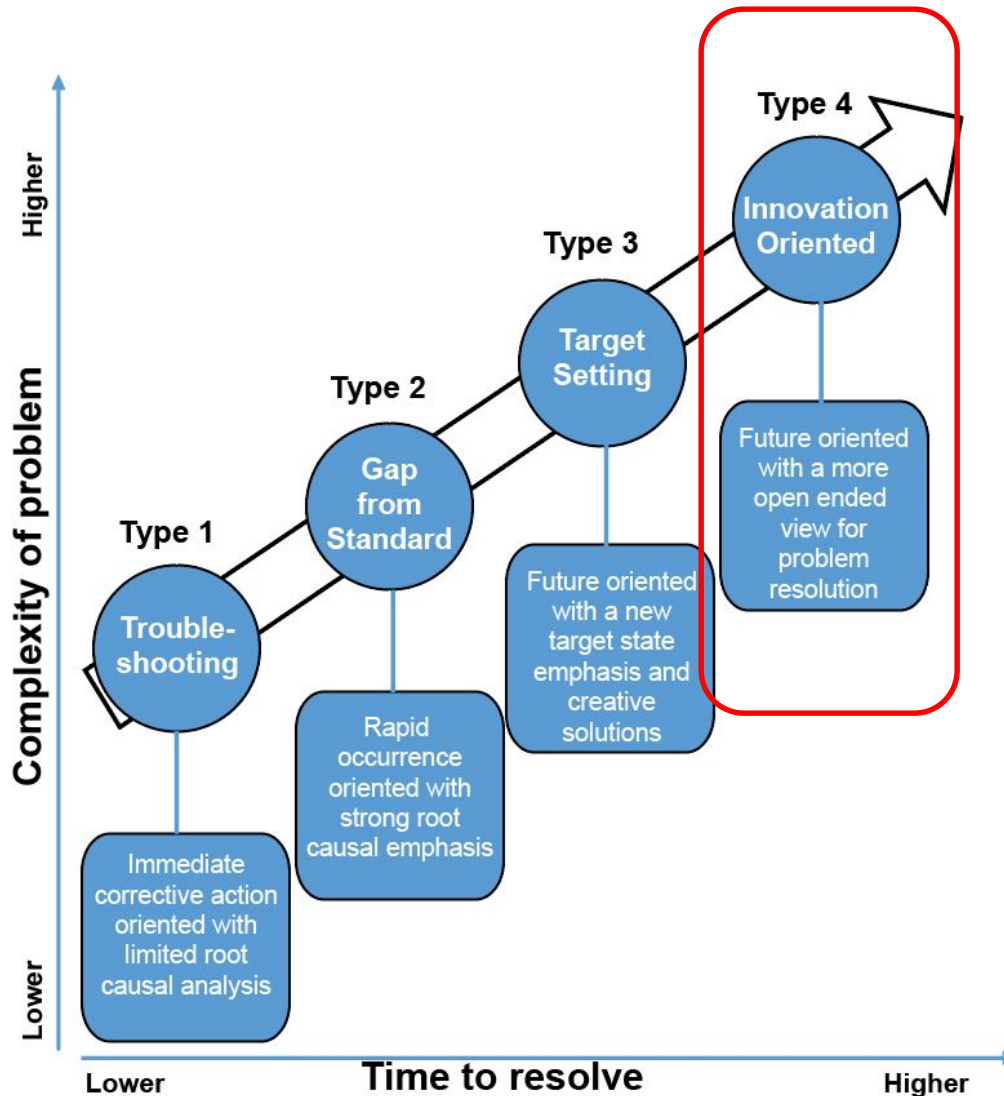 Type 4
Innovation
Oriented
Type 3
Target
Setting
Type 2
Gap
from
Standard
Type 1
Trouble-
shooting
Future oriented
with a more
open ended
view for
problem
resolution
Future oriented
with a new
target state
emphasis and
creative
solutions
Rapid
occurrence
oriented with
strong root
causal emphasis
Immediate
corrective action
oriented with
limited root
causal analysis
Higher
Complexity of problem
Lower
Lower
Time to resolve
Higher